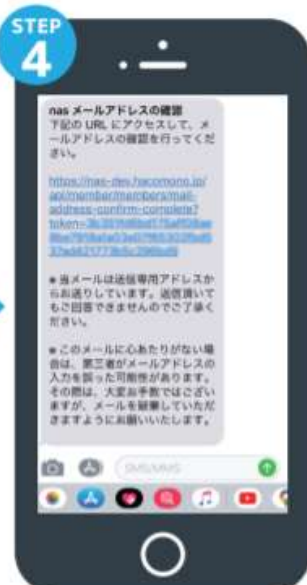 STEP
4
nas メールアドレスの確認
下記の URL にアクセスして、メ
ールアドレスの確認を行ってくだ
さい。
https://nas-dev.hacomono.jp/
api/member/members/mail-
address-confirm-complete?
※当メールは送信専用アドレスか
らお送りしています。送信頂いて
もご回答できませんのでご了承く
ださい。
※このメールに心あたりがない場
合は、第三者がメールアドレスの
入力を誤った可能性があります。
その際は、大変お手数ではござい
ますが、メールを破棄していただ
きますようにお願いいたします。
SMS/MMS